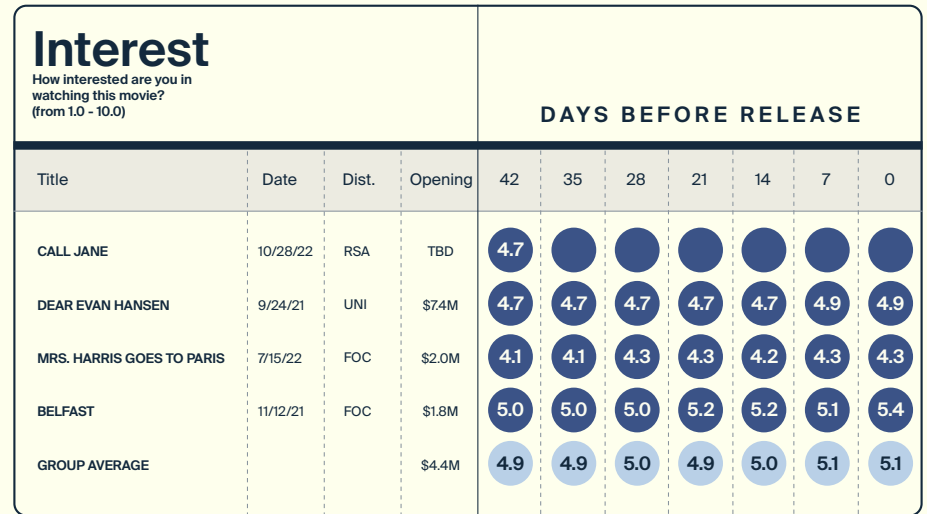 Interest
How interested are you in
watching this movie?
(from 1.0 - 10.0)
DAYS BEFORE RELEASE
Title Date Dist. Opening 42 35 28 21 14 7 0
CALL JANE 10/28/22 RSA TBD 4.7
DEAR EVAN HANSEN 9/24/21 UNI $7.4M 4.7 4.7 4.7 4.7 4.7 4.9 4.9
MRS. HARRIS GOES TO PARIS 7/15/22 FOC $2.0M 4.1 4.1 4.3 4.3 4.2 4.3 4.3
BELFAST 11/12/21 FOC $1.8M 5.0 5.0 5.0 5.2 5.2 5.1 5.4
GROUP AVERAGE $4.4M 4.9 4.9 5.0 4.9 5.0 5.1 5.1